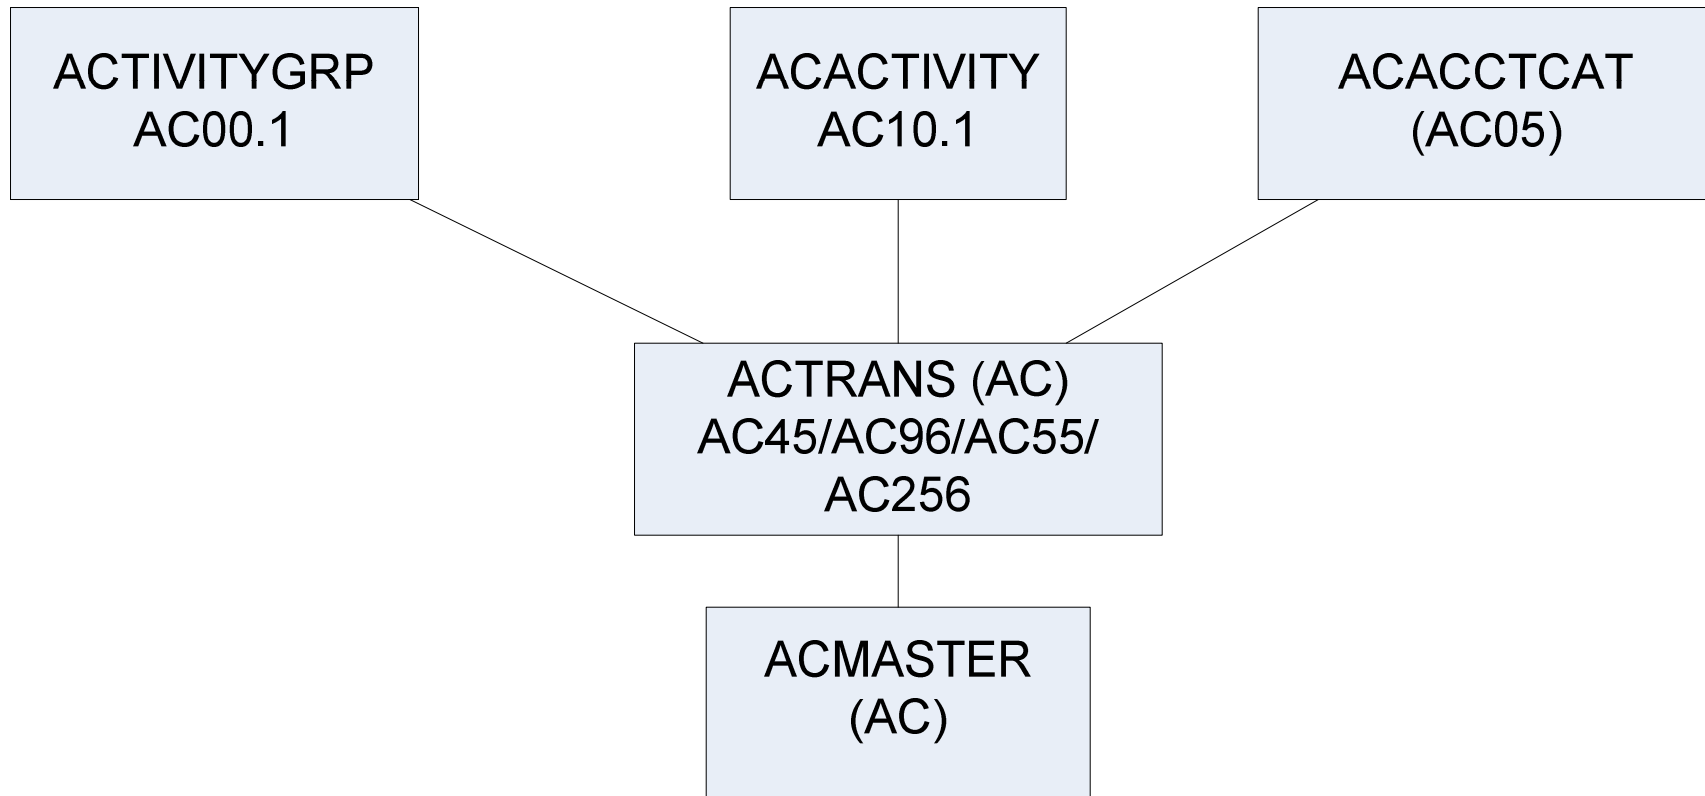 ACTIVITYGRP
AC00.1
ACACTIVITY
AC10.1
ACACCTCAT
(AC05)
ACTRANS (AC)
AC45/AC96/AC55/
AC256
ACMASTER
(AC)